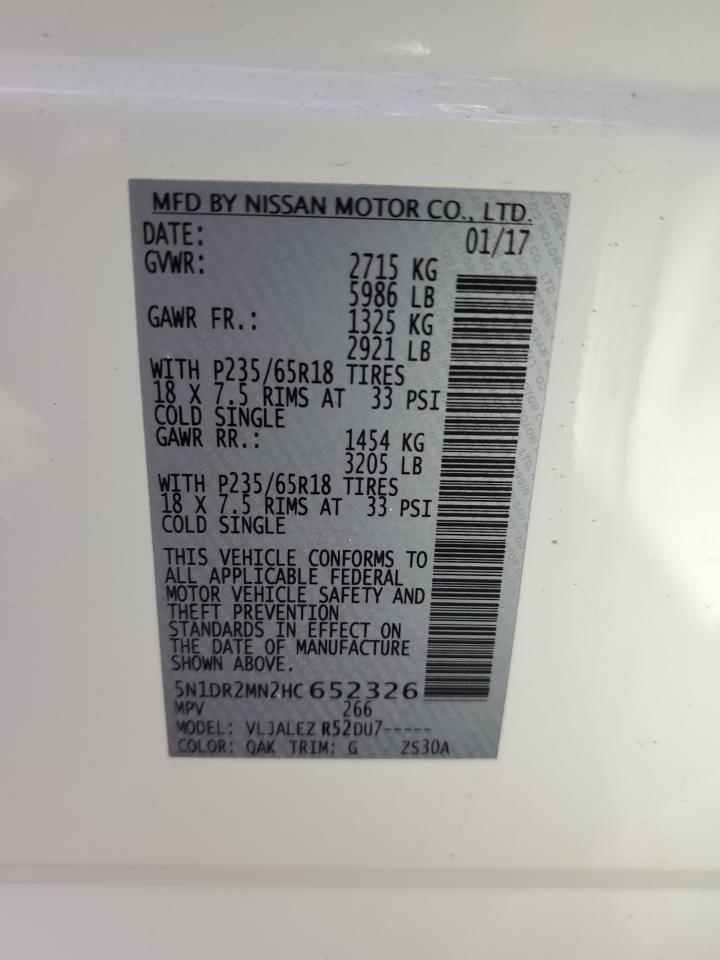 MFD BY NISSAN MOTOR CO., LTD.
DATE: 01/17
GVWR: 2715 KG
5986 LB
GAWR FR.: 1325 KG
2921 LB
WITH P235/65R18 TIRES
18 X 7.5 RIMS AT 33 PSI
COLD SINGLE
GAWR RR.: 1454 KG
3205 LB
WITH P235/65R18 TIRES
18 X 7.5 RIMS AT 33 PSI
COLD SINGLE
THIS VEHICLE CONFORMS TO
ALL APPLICABLE FEDERAL
MOTOR VEHICLE SAFETY AND
THEFT PREVENTION
STANDARDS IN EFFECT ON
THE DATE OF MANUFACTURE
SHOWN ABOVE.
5N1DR2MN2HC 652326
MPV 266
MODEL: VLJALEZ R52DU7-----
COLOR: QAK TRIM: G ZS30A